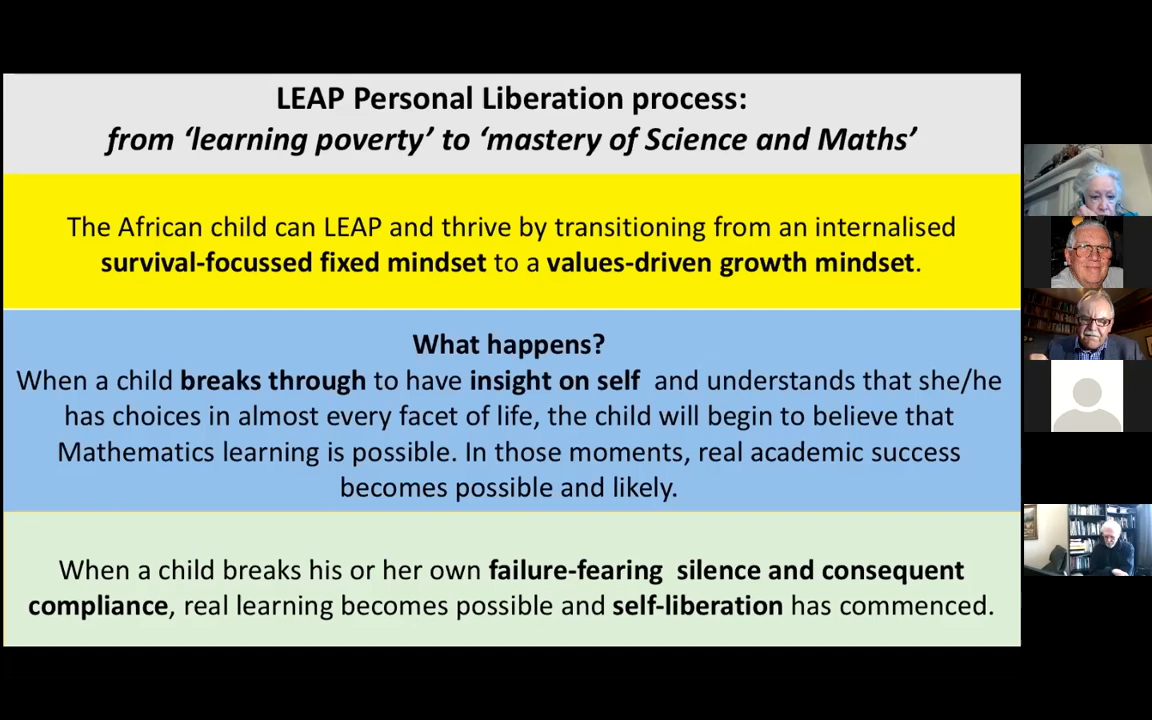 LEAP Personal Liberation process:
from ‘learning poverty’ to ‘mastery of Science and Maths’
The African child can LEAP and thrive by transitioning from an internalised
survival-focussed fixed mindset to a values-driven growth mindset.
What happens?
When a child breaks through to have insight on self and understands that she/he
has choices in almost every facet of life, the child will begin to believe that
Mathematics learning is possible. In those moments, real academic success
becomes possible and likely.
When a child breaks his or her own failure-fearing silence and consequent
compliance, real learning becomes possible and self-liberation has commenced.